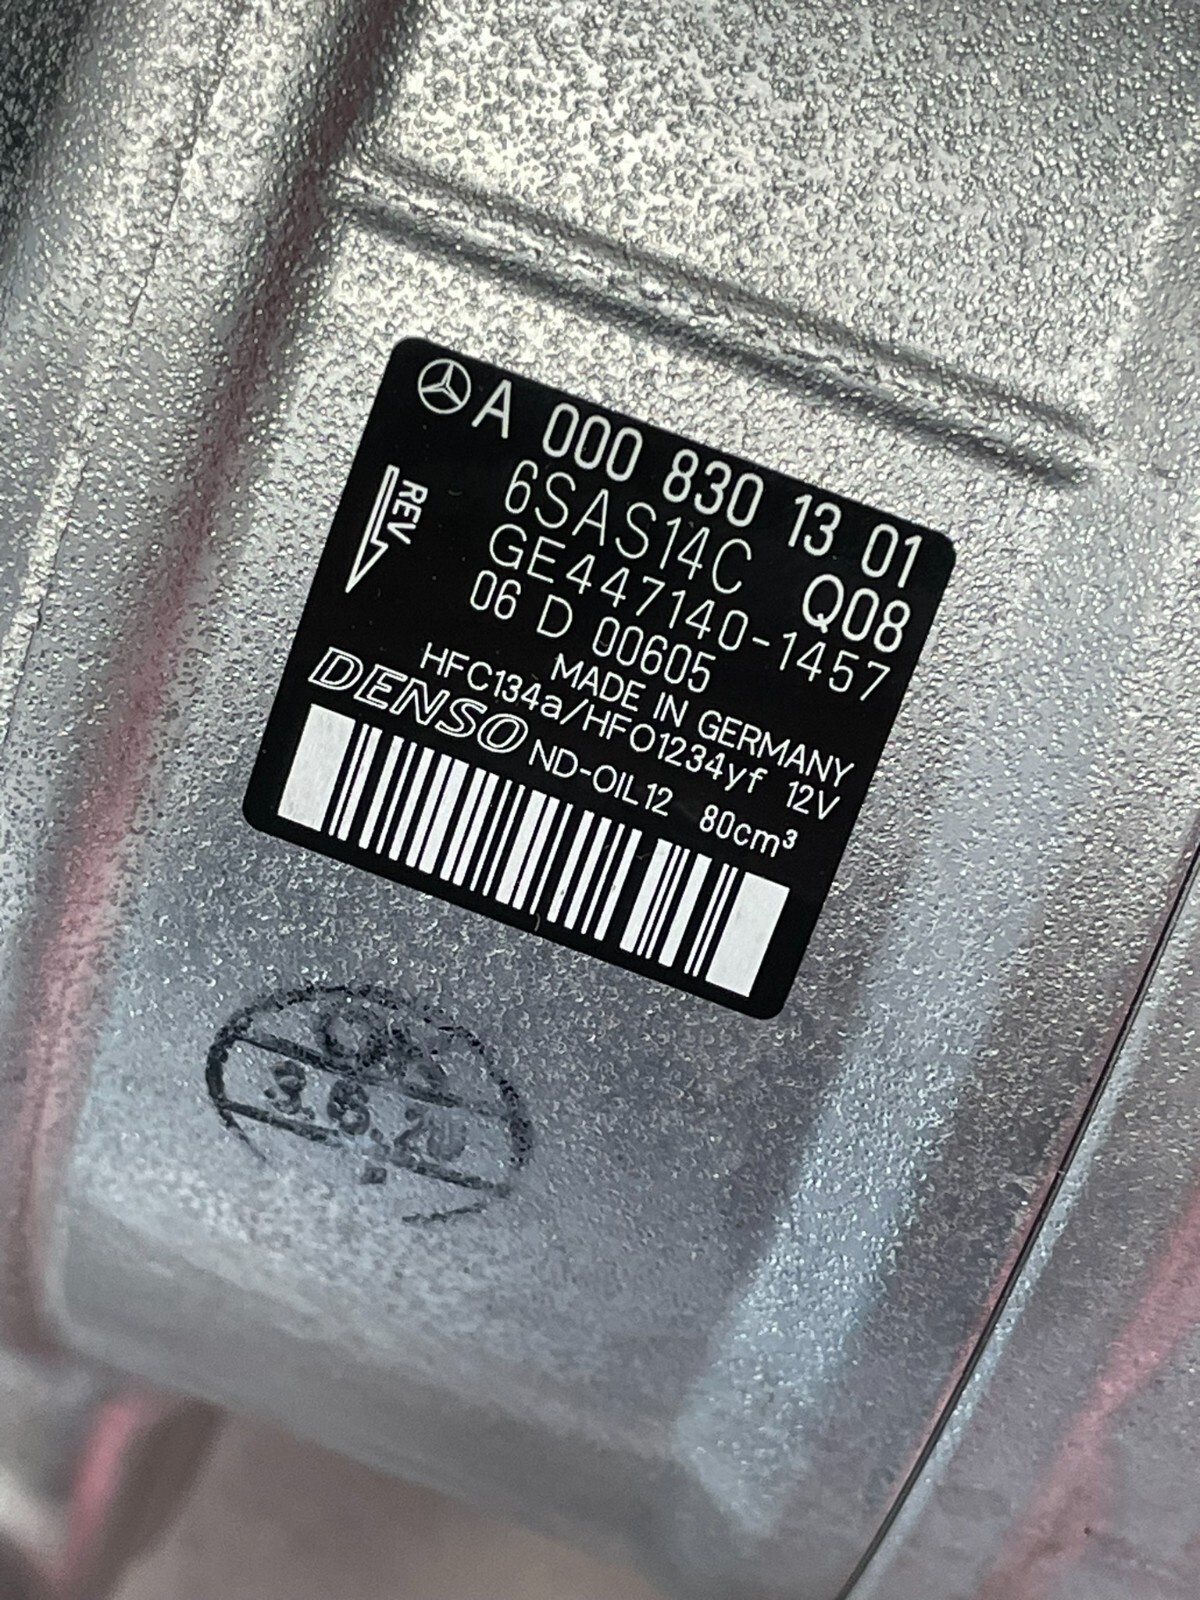 A 000 830 13 01
6SAS14C Q08
REV.
GE447140-1457
06 D 00605
MADE IN GERMANY
HFC134a/HFO1234yf 12V
DENSO ND-OIL12 80cm³
3.6.20